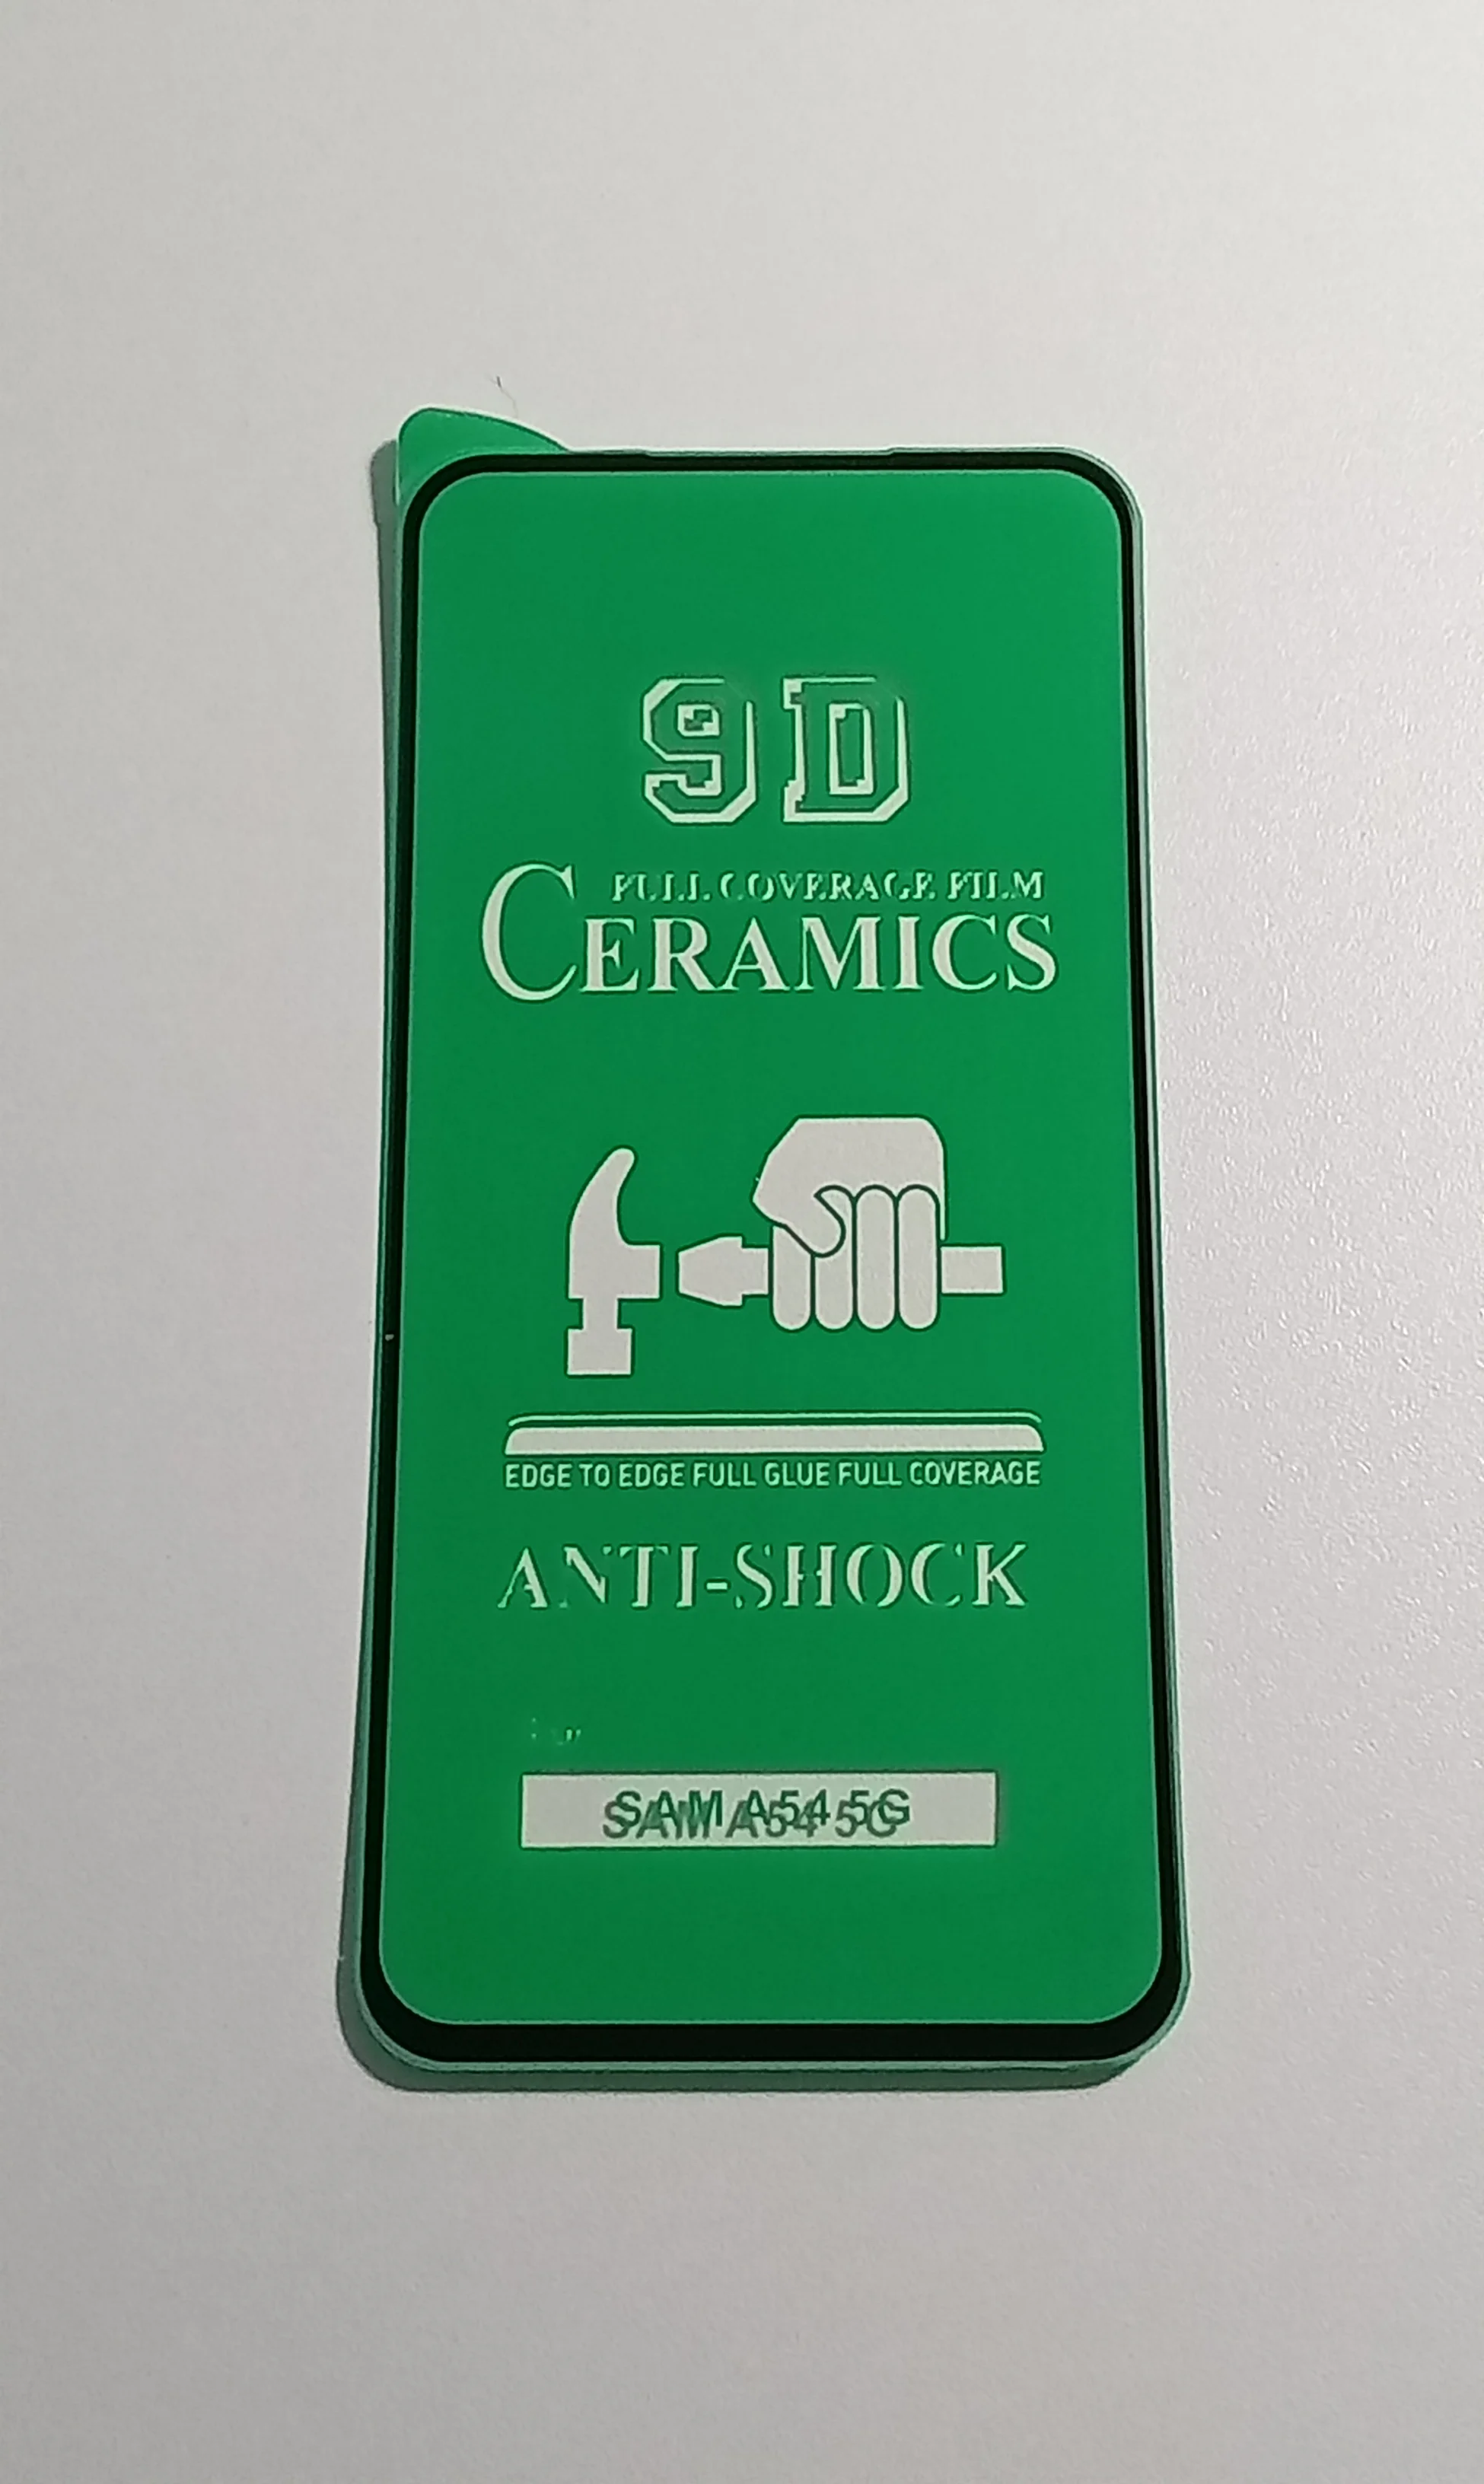 9D
FULL COVERAGE FILM
CERAMICS
EDGE TO EDGE FULL GLUE FULL COVERAGE
ANTI-SHOCK
SAM A54 5G